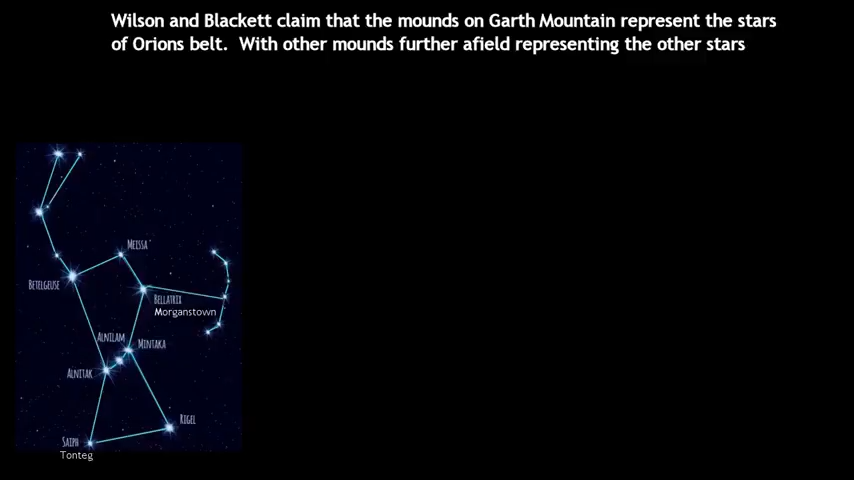 Wilson and Blackett claim that the mounds on Garth Mountain represent the stars
of Orions belt.  With other mounds further afield representing the other stars
MEISSA
BETELGEUSE
BELLATRIX
Morganstown
ALNILAM
MINTAKA
ALNITAK
RIGEL
SAIPH
Tonteg